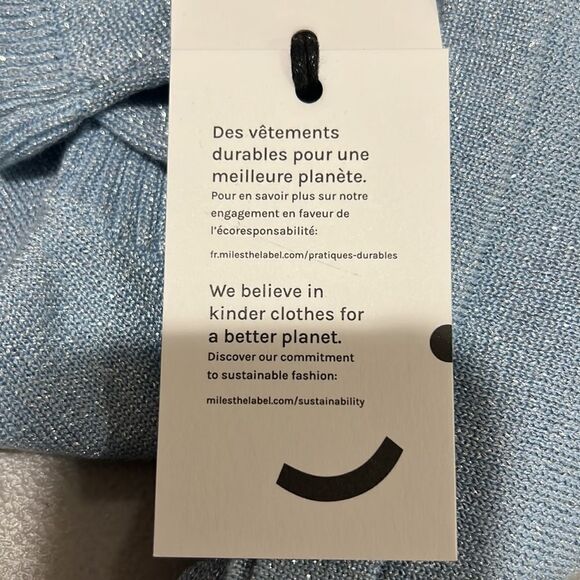 Des vêtements
durables pour une
meilleure planète.
Pour en savoir plus sur notre
engagement en faveur de
l'écoresponsabilité:
fr.milesthelabel.com/pratiques-durables
We believe in
kinder clothes for
a better planet.
Discover our commitment
to sustainable fashion:
milesthelabel.com/sustainability